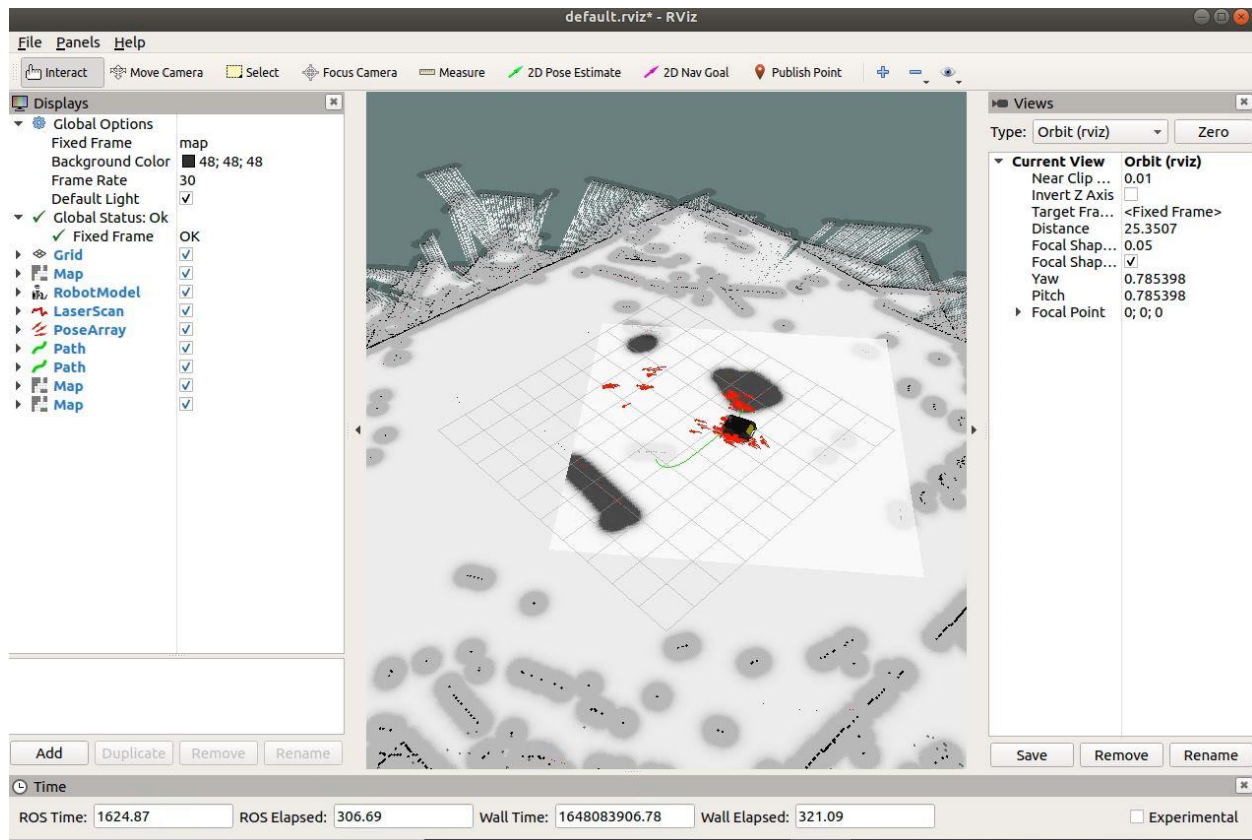 default.rviz* - RViz
File Panels Help
Interact Move Camera Select Focus Camera Measure 2D Pose Estimate 2D Nav Goal Publish Point
Displays
Global Options
Fixed Frame map
Background Color 48; 48; 48
Frame Rate 30
Default Light
Global Status: Ok
Fixed Frame OK
Grid
Map
RobotModel
LaserScan
PoseArray
Path
Path
Map
Map
Add Duplicate Remove Rename
Views
Type: Orbit (rviz) Zero
Current View Orbit (rviz)
Near Clip ... 0.01
Invert Z Axis
Target Fra... <Fixed Frame>
Distance 25.3507
Focal Shap... 0.05
Focal Shap...
Yaw 0.785398
Pitch 0.785398
Focal Point 0; 0; 0
Save Remove Rename
Time
ROS Time: 1624.87 ROS Elapsed: 306.69 Wall Time: 1648083906.78 Wall Elapsed: 321.09 Experimental